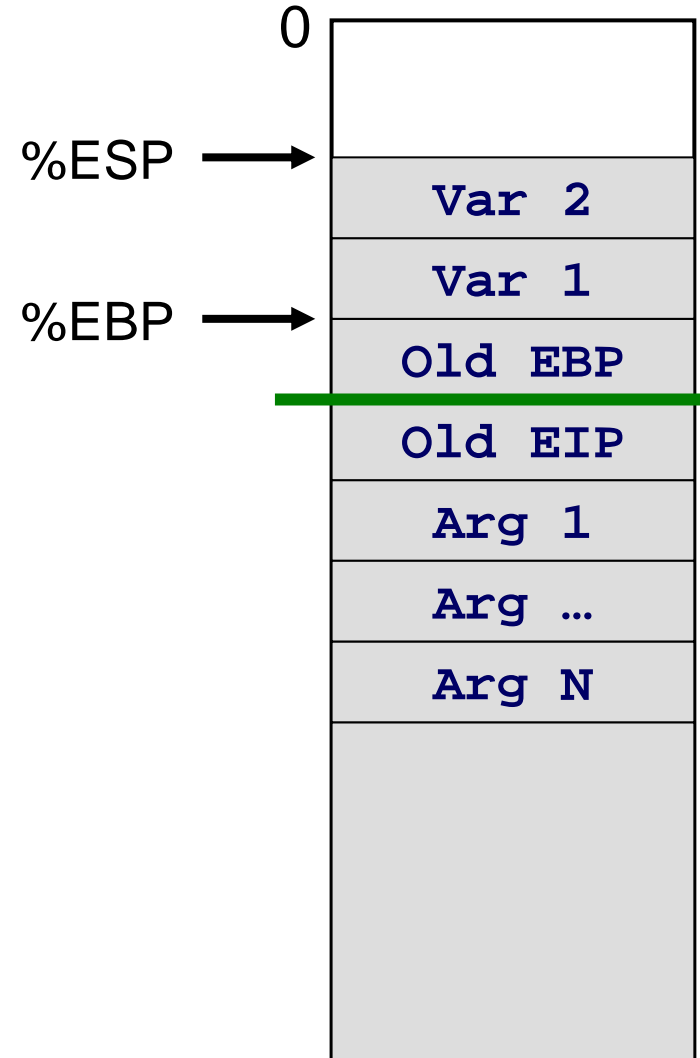 0
%ESP
Var 2
Var 1
%EBP
Old EBP
Old EIP
Arg 1
Arg …
Arg N